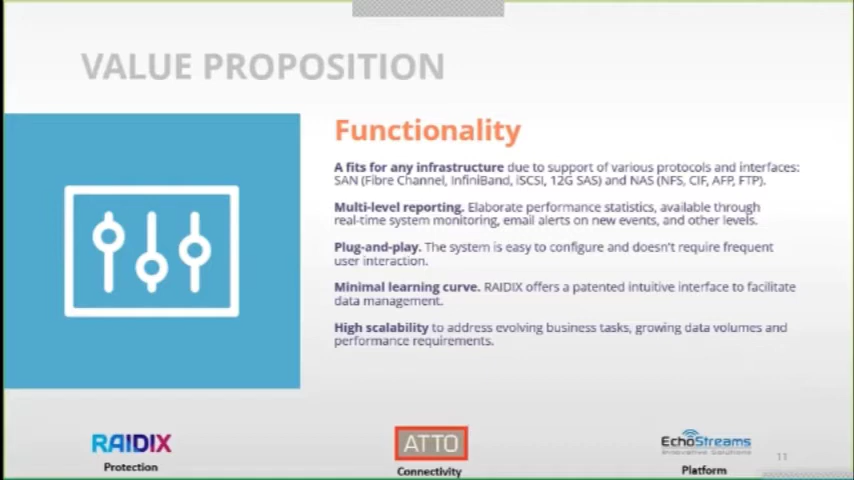 VALUE PROPOSITION
Functionality
A fits for any infrastructure due to support of various protocols and interfaces:
SAN (Fibre Channel, InfiniBand, iSCSI, 12G SAS) and NAS (NFS, CIF, AFP, FTP).
Multi-level reporting. Elaborate performance statistics, available through
real-time system monitoring, email alerts on new events, and other levels.
Plug-and-play. The system is easy to configure and doesn't require frequent
user interaction.
Minimal learning curve. RAIDIX offers a patented intuitive interface to facilitate
data management.
High scalability to address evolving business tasks, growing data volumes and
performance requirements.
RAIDIX
Protection
ATTO
Connectivity
EchoStreams
Innovative Solutions
Platform
11